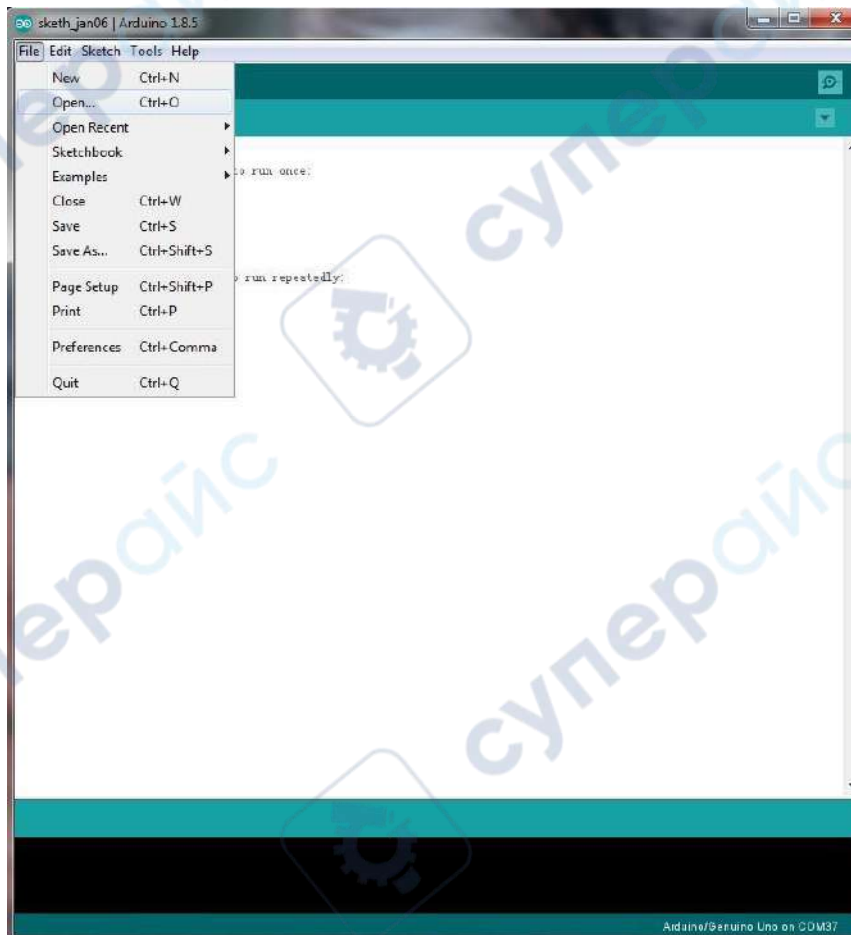 sketh_jan06 | Arduino 1.8.5
File Edit Sketch Tools Help
New Ctrl+N
Open... Ctrl+O
Open Recent
Sketchbook
Examples
to run once:
Close Ctrl+W
Save Ctrl+S
Save As... Ctrl+Shift+S
run repeatedly:
Page Setup Ctrl+Shift+P
Print Ctrl+P
Preferences Ctrl+Comma
Quit Ctrl+Q
суперайс
перайс
суперайс
Arduino/Genuino Uno on COM37